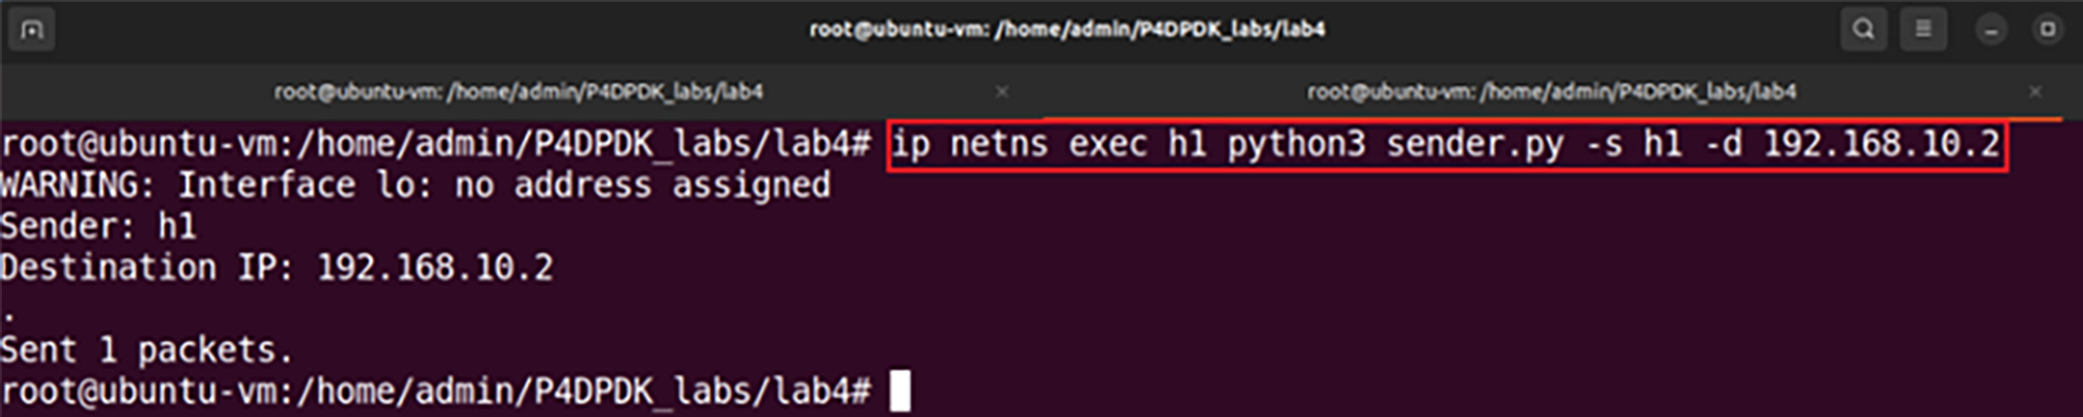 root@ubuntu-vm: /home/admin/P4DPDK_labs/lab4
root@ubuntu-vm: /home/admin/P4DPDK_labs/lab4 × root@ubuntu-vm: /home/admin/P4DPDK_labs/lab4 ×
root@ubuntu-vm:/home/admin/P4DPDK_labs/lab4# ip netns exec h1 python3 sender.py -s h1 -d 192.168.10.2
WARNING: Interface lo: no address assigned
Sender: h1
Destination IP: 192.168.10.2
.
Sent 1 packets.
root@ubuntu-vm:/home/admin/P4DPDK_labs/lab4#